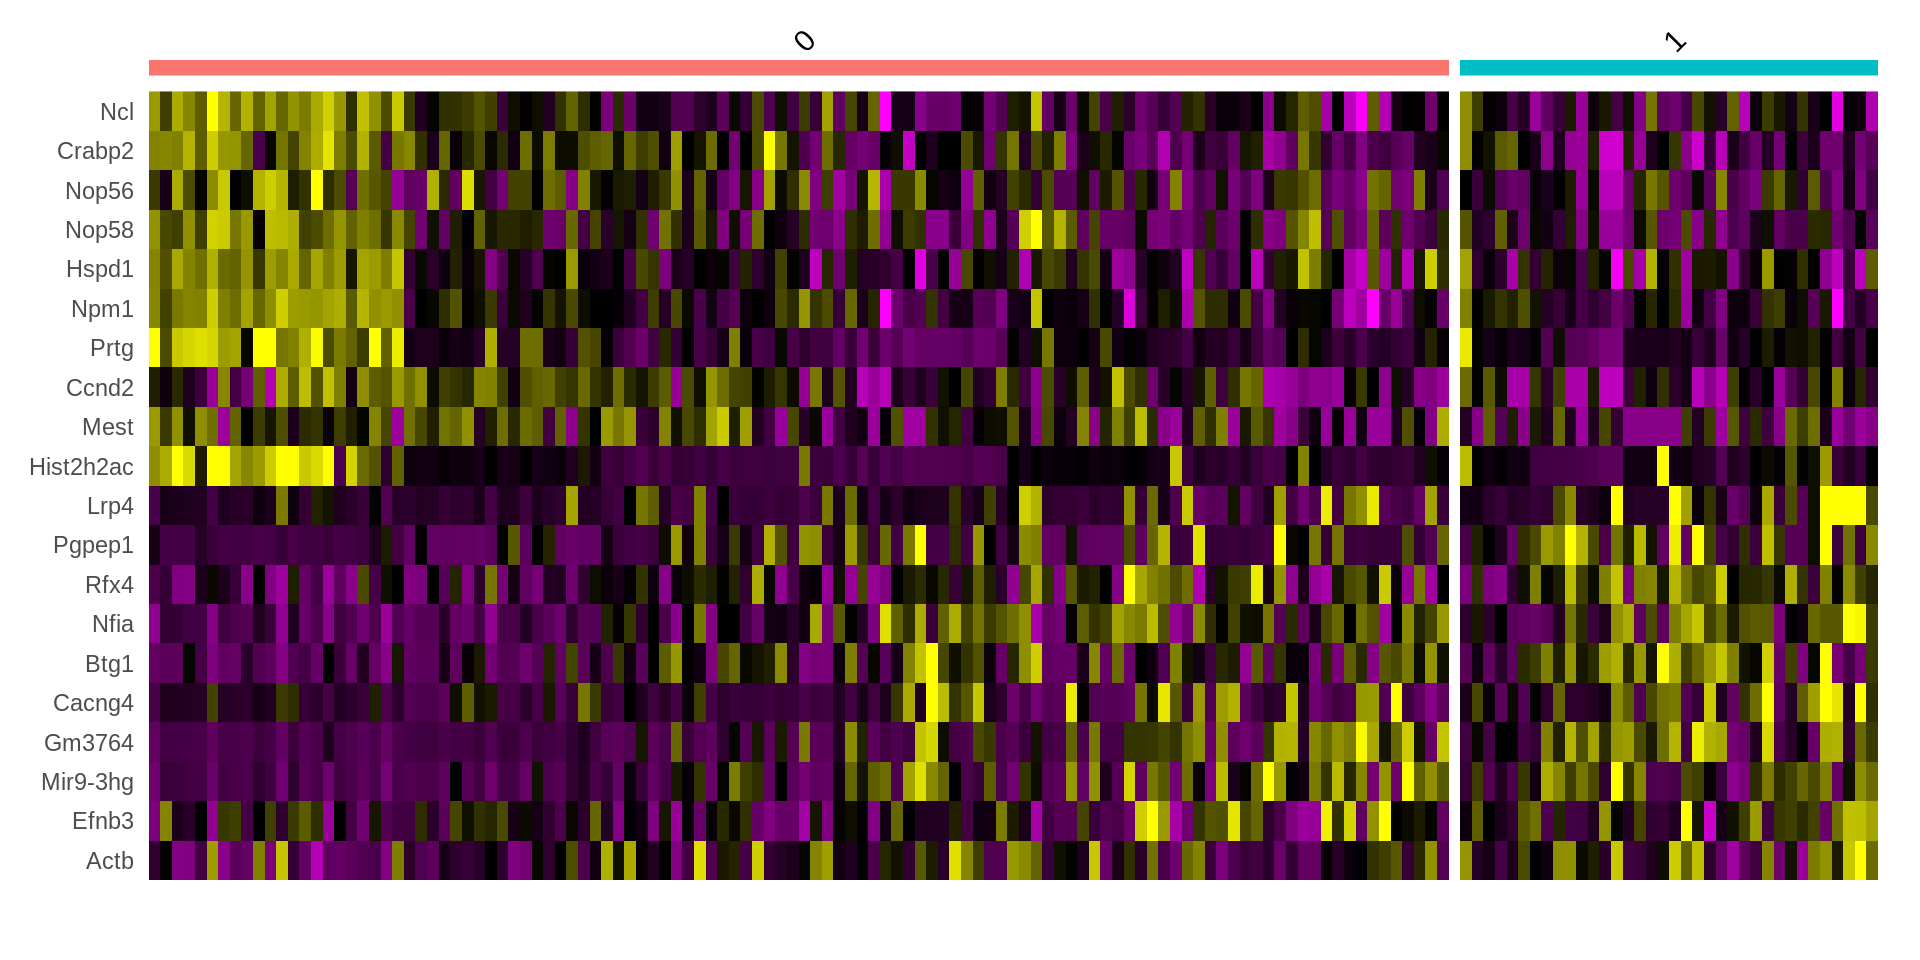 0
1
Ncl
Crabp2
Nop56
Nop58
Hspd1
Npm1
Prtg
Ccnd2
Mest
Hist2h2ac
Lrp4
Pgpep1
Rfx4
Nfia
Btg1
Cacng4
Gm3764
Mir9-3hg
Efnb3
Actb